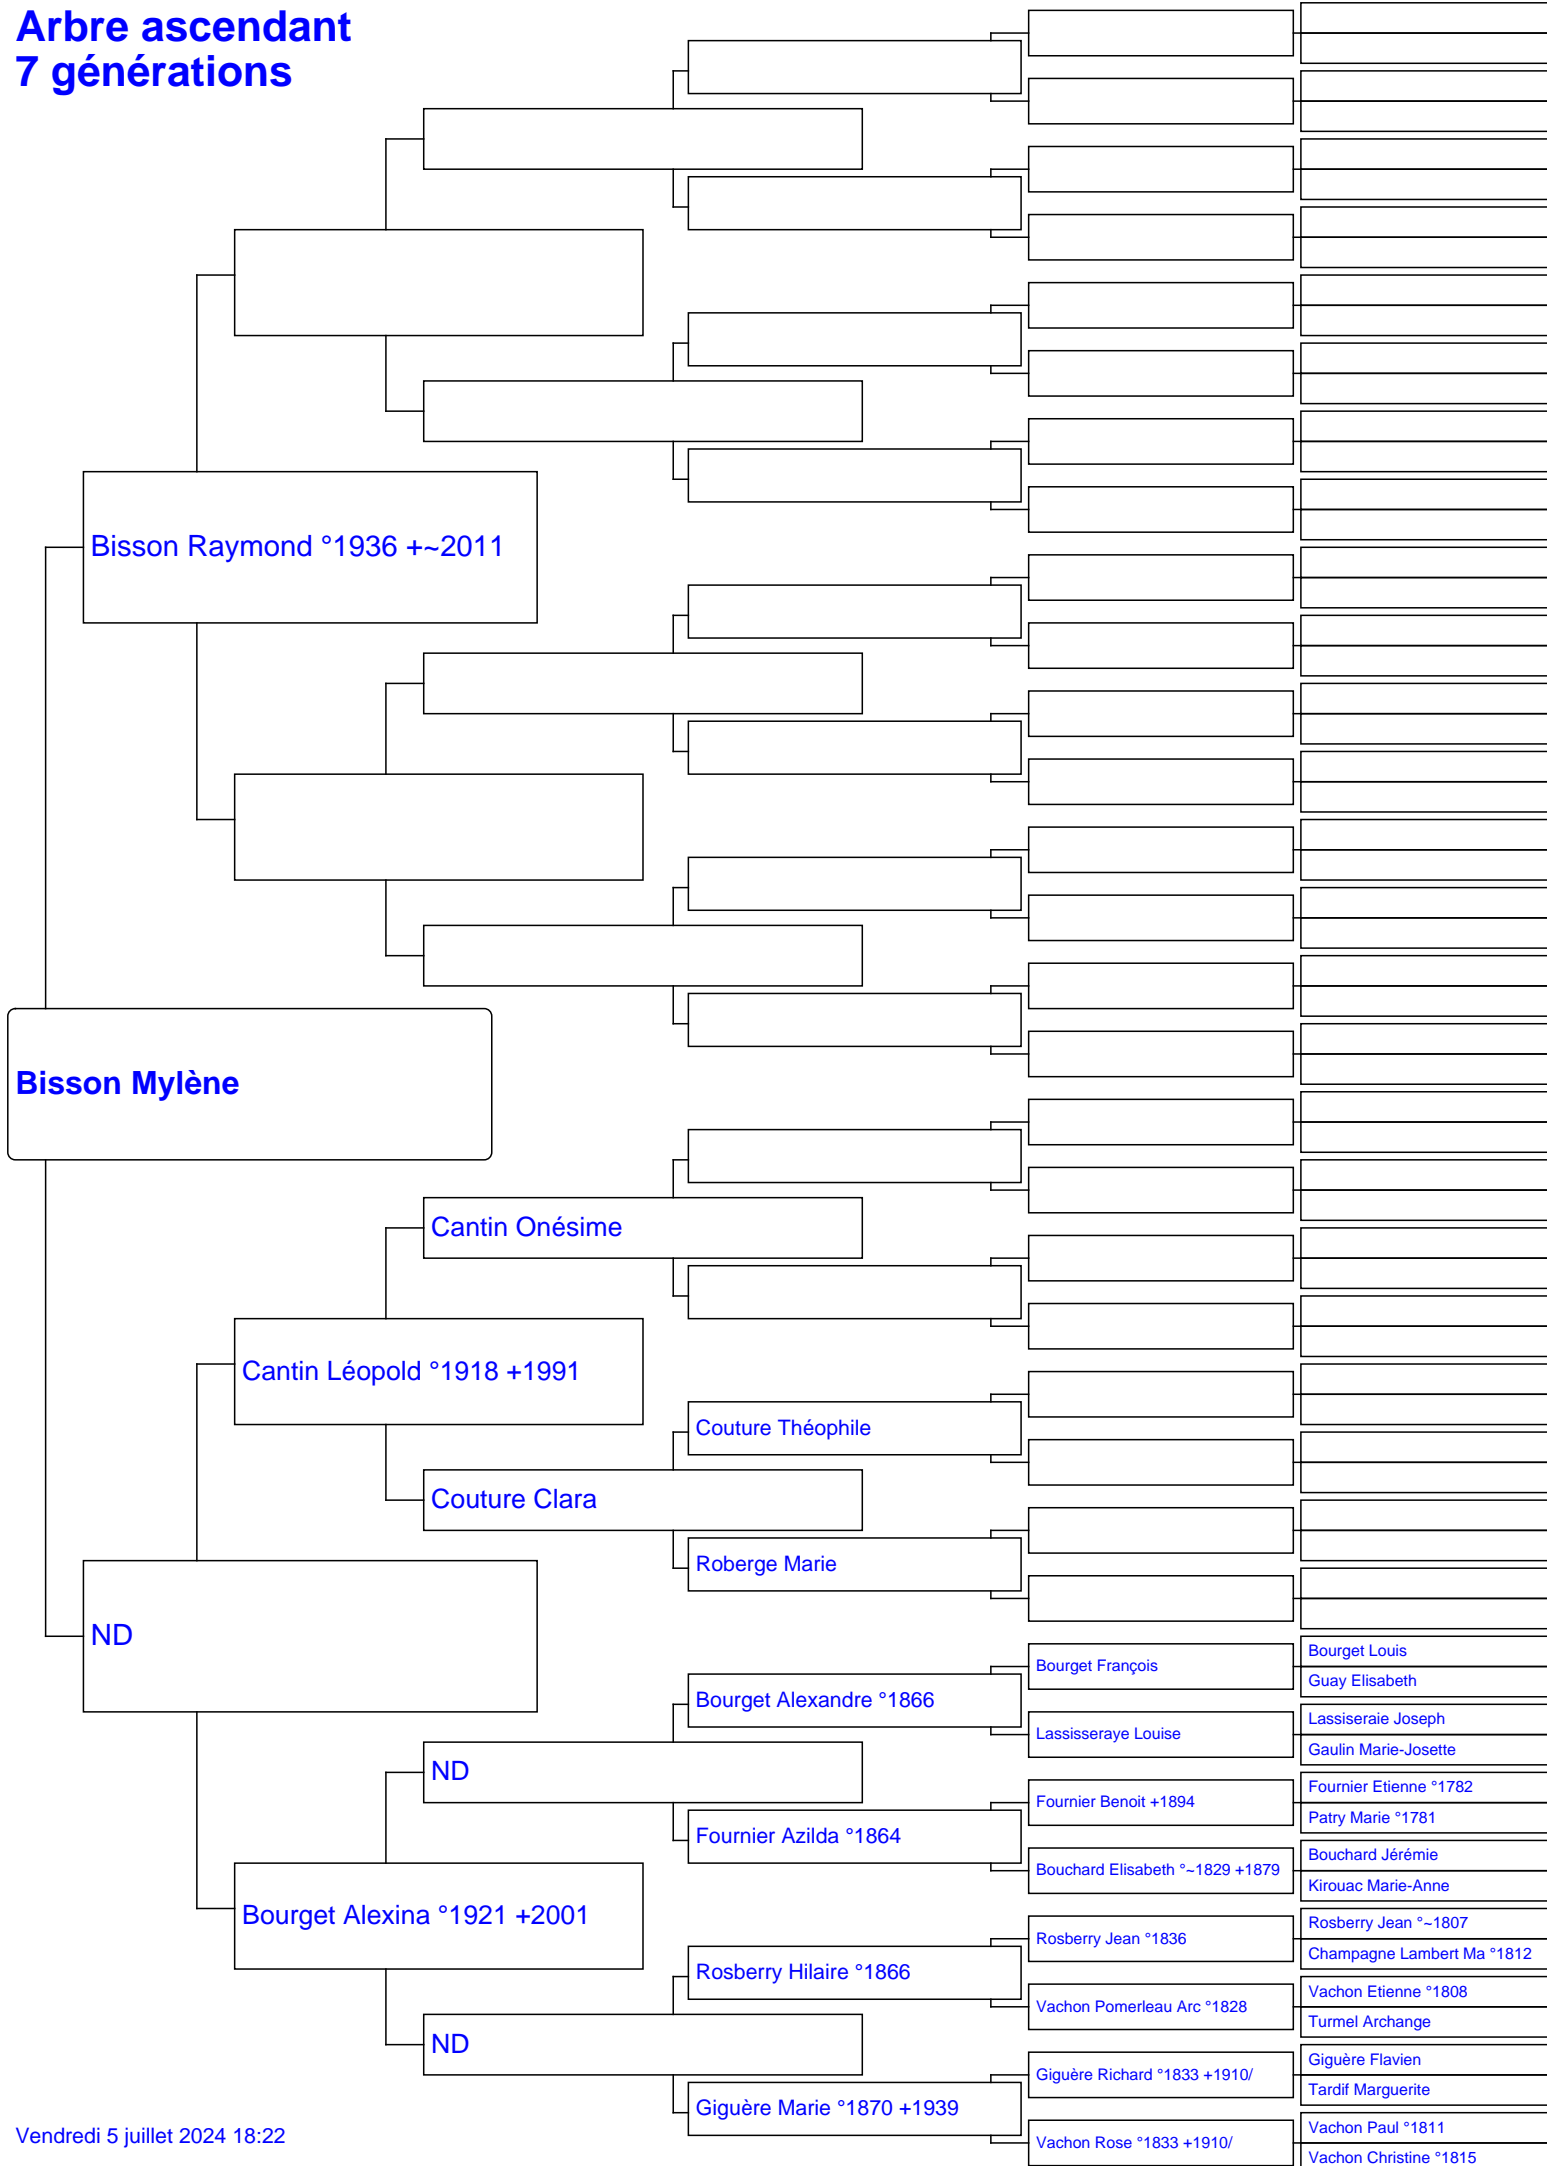 Arbre ascendant
7 générations
Bisson Raymond °1936 +~2011
Bisson Mylène
Cantin Onésime
Cantin Léopold °1918 +1991
Couture Théophile
Couture Clara
Roberge Marie
ND
Bourget Louis
Bourget François
Guay Elisabeth
Bourget Alexandre °1866
Lassiseraie Joseph
Lassisseraye Louise
Gaulin Marie-Josette
ND
Fournier Etienne °1782
Fournier Benoit +1894
Patry Marie °1781
Fournier Azilda °1864
Bouchard Jérémie
Bouchard Elisabeth °~1829 +1879
Kirouac Marie-Anne
Bourget Alexina °1921 +2001
Rosberry Jean °~1807
Rosberry Jean °1836
Champagne Lambert Ma °1812
Rosberry Hilaire °1866
Vachon Etienne °1808
Vachon Pomerleau Arc °1828
Turmel Archange
ND
Giguère Flavien
Giguère Richard °1833 +1910/
Tardif Marguerite
Giguère Marie °1870 +1939
Vachon Paul °1811
Vachon Rose °1833 +1910/
Vachon Christine °1815
Vendredi 5 juillet 2024 18:22